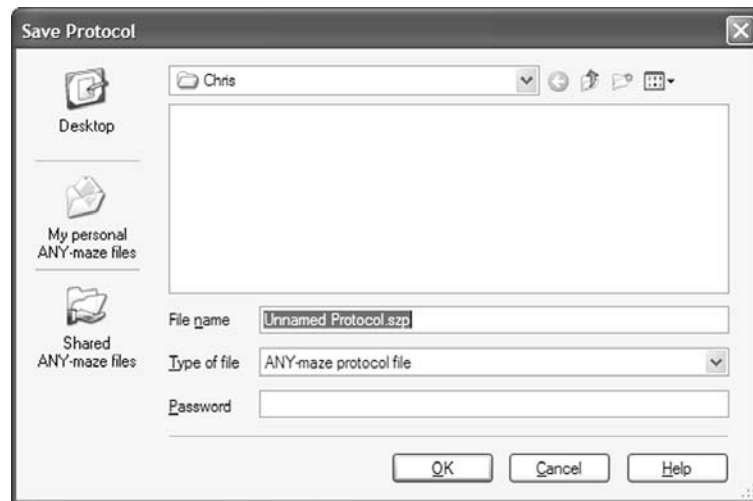 Save Protocol
Chris
Desktop
My personal
ANY-maze files
Shared
ANY-maze files
File name Unnamed Protocol.szp
Type of file ANY-maze protocol file
Password
OK Cancel Help